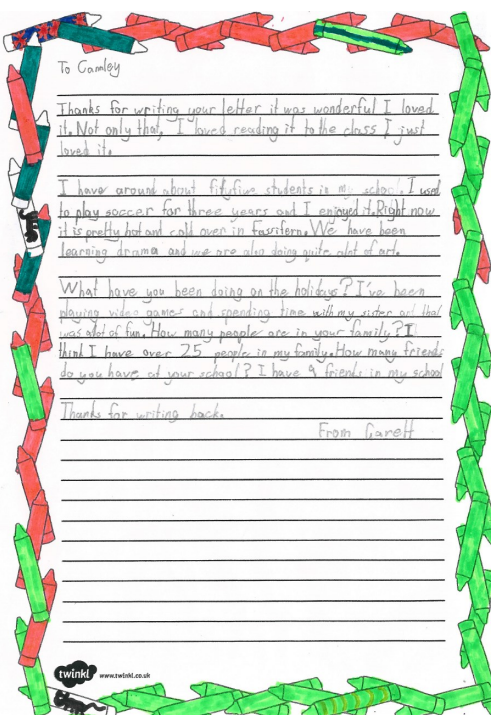 To Camley
Thanks for writing your letter it was wonderful I loved
it. Not only that, I loved reading it to the class I just
loved it.
I have around about fityfive students in my school. I used
to play soccer for three years and I enjoyed it. Right now
it is pretty hot and cold over in Fassifern. We have been
learning drama and we are also doing quite alot of art.
What have you been doing on the holidays? I've been
playing video games and spending time with my sister and that
was alot of fun. How many people are in your family? I
think I have over 25 people in my family. How many friends
do you have at your school? I have 9 friends in my school
Thanks for writing back.
From Garett
twinkl www.twinkl.co.uk